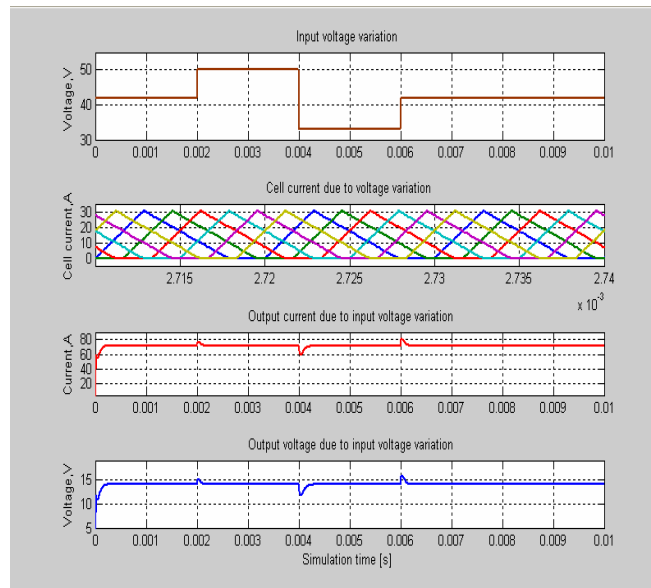 Input voltage variation
Voltage,V
50
40
30
0 0.001 0.002 0.003 0.004 0.005 0.006 0.007 0.008 0.009 0.01
Cell current due to voltage variation
Cell current,A
30
20
10
0
2.715 2.72 2.725 2.73 2.735 2.74
x 10⁻³
Output current due to input voltage variation
Current,A
80
60
40
20
0 0.001 0.002 0.003 0.004 0.005 0.006 0.007 0.008 0.009 0.01
Output voltage due to input voltage variation
Voltage,V
15
10
5
0 0.001 0.002 0.003 0.004 0.005 0.006 0.007 0.008 0.009 0.01
Simulation time [s]